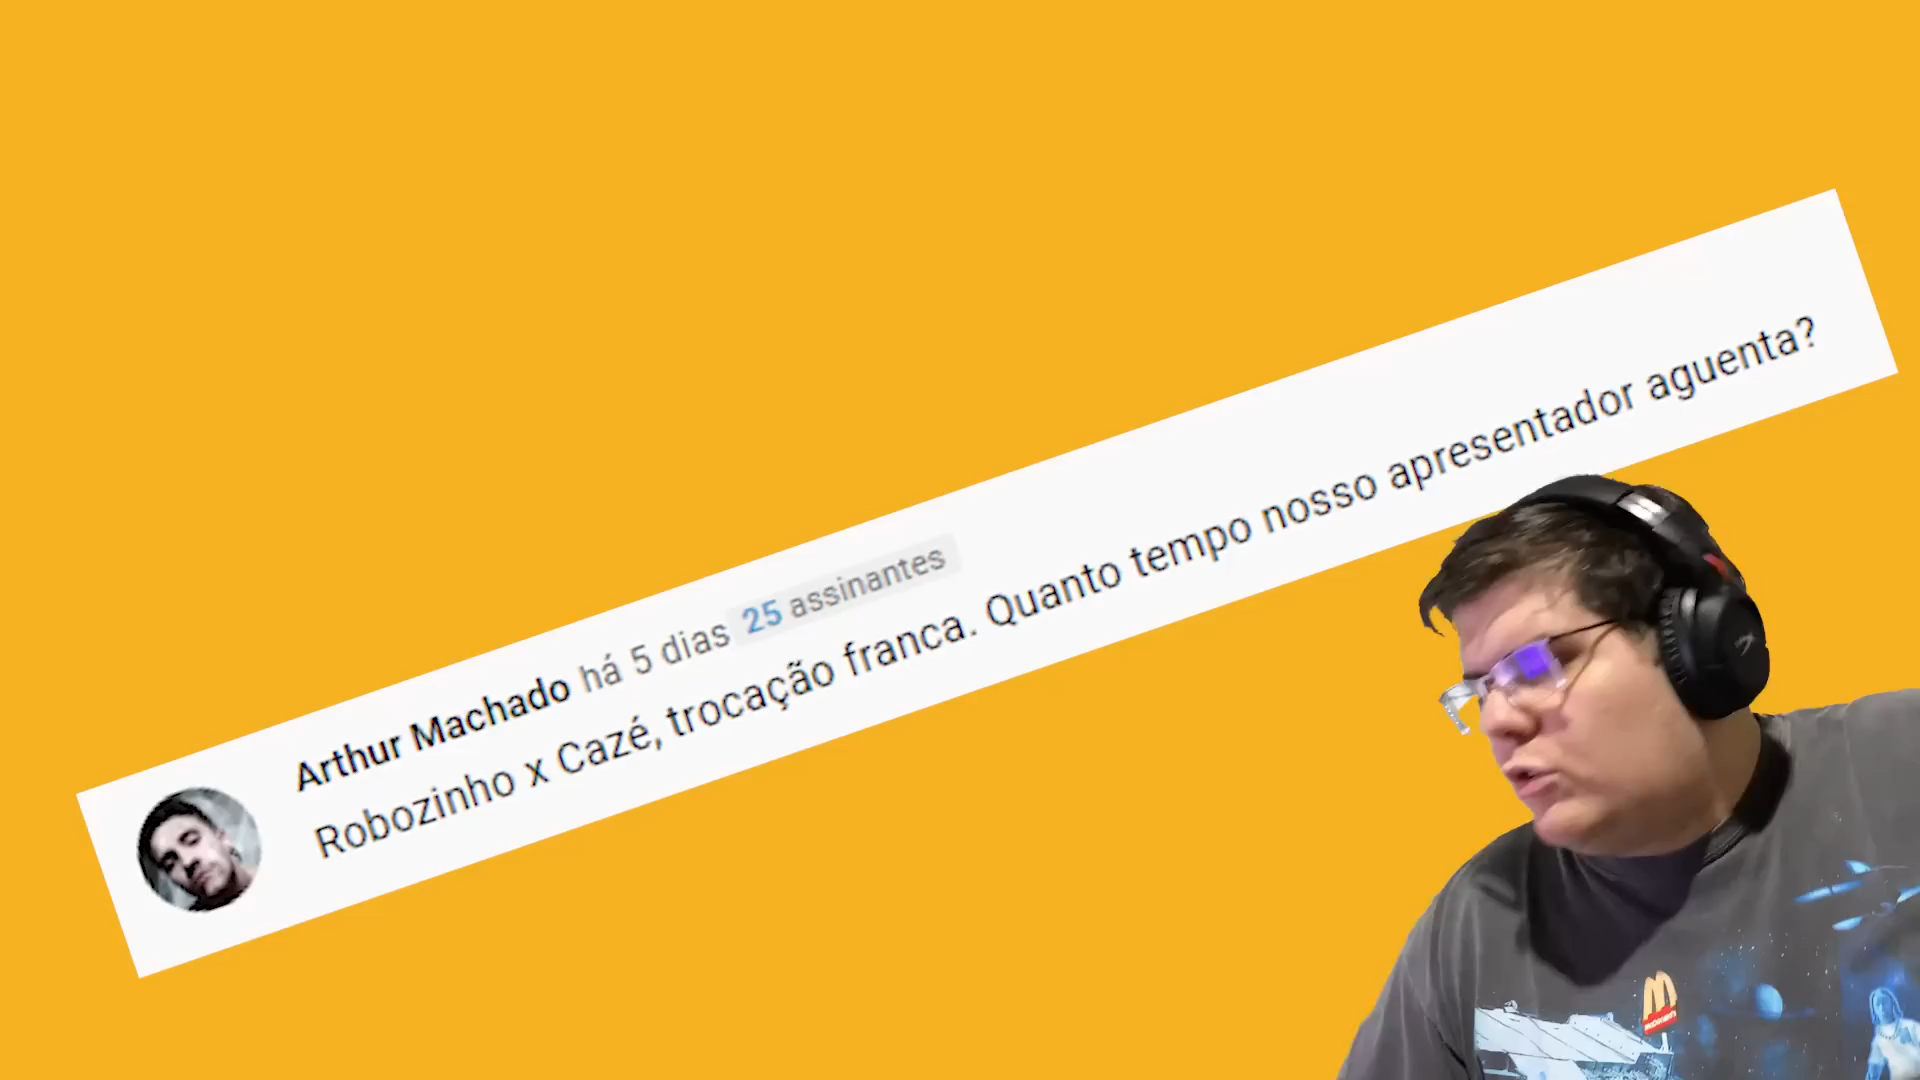 Arthur Machado há 5 dias 25 assinantes
Robozinho x Cazé, trocação franca. Quanto tempo nosso apresentador aguenta?